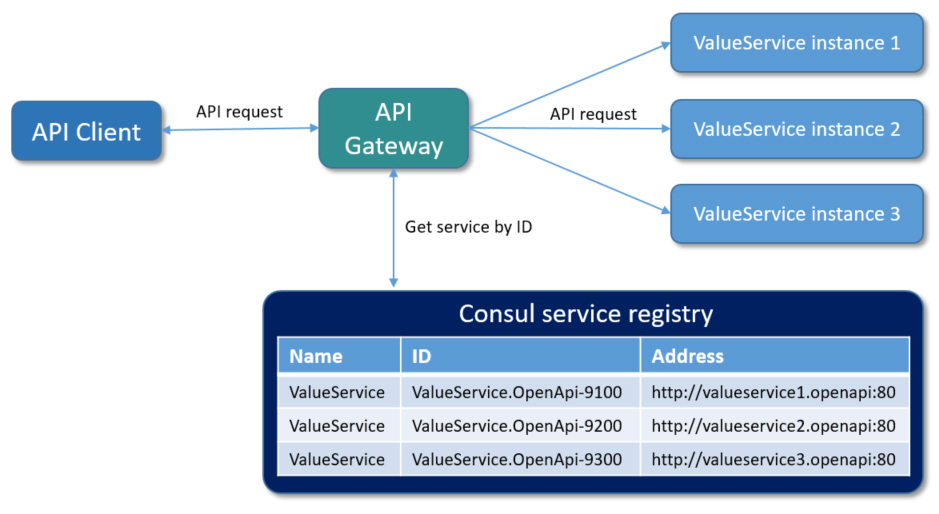 API Client
API request
API
Gateway
API request
ValueService instance 1
ValueService instance 2
ValueService instance 3
Get service by ID
Consul service registry
Name ID Address
ValueService ValueService.OpenApi-9100 http://valueservice1.openapi:80
ValueService ValueService.OpenApi-9200 http://valueservice2.openapi:80
ValueService ValueService.OpenApi-9300 http://valueservice3.openapi:80